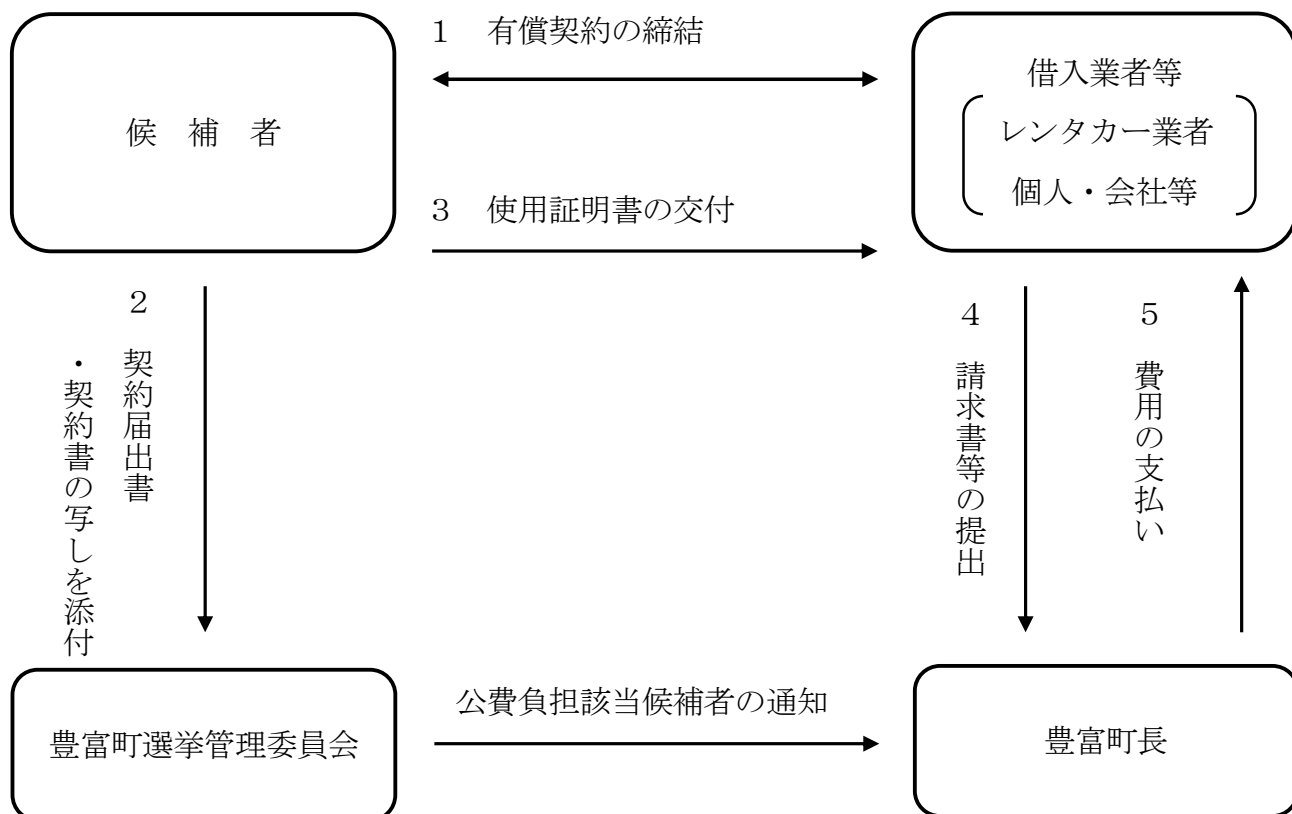 １　有償契約の締結
候　補　者
借入業者等
レンタカー業者
個人・会社等
３　使用証明書の交付
２　契約届出書
・契約書の写しを添付
４　請求書等の提出
５　費用の支払い
豊富町選挙管理委員会
公費負担該当候補者の通知
豊富町長